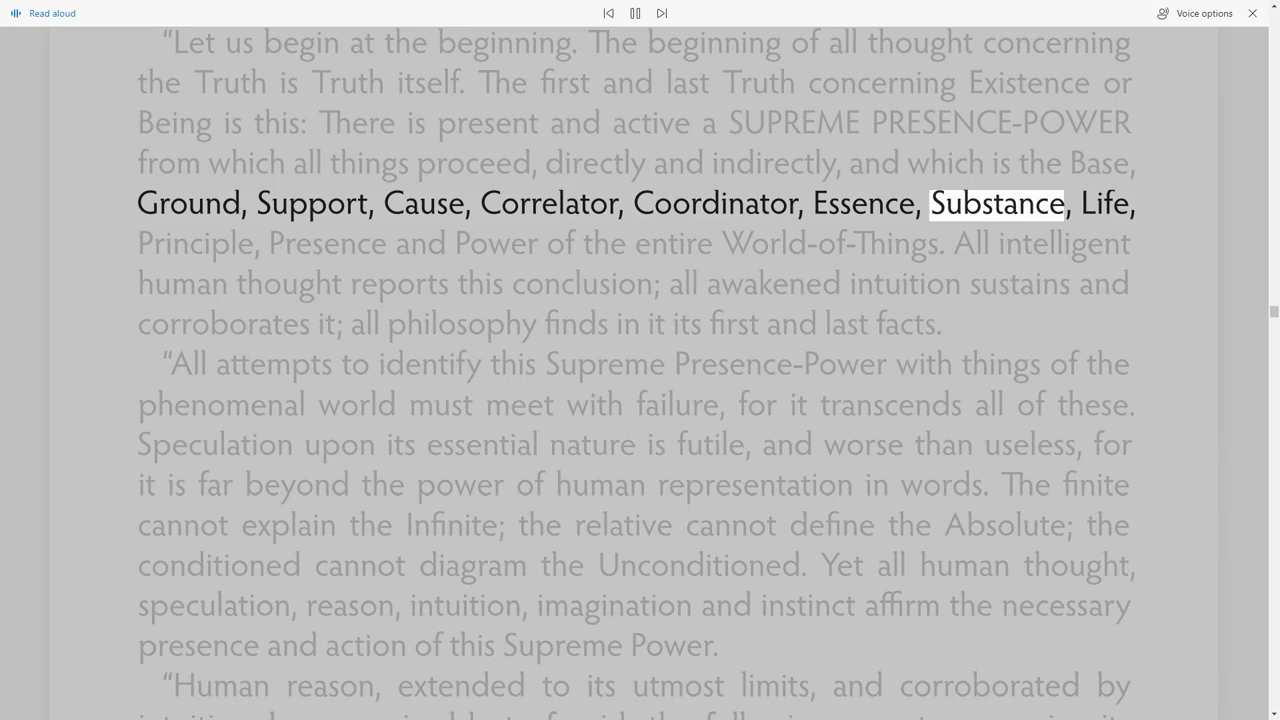 Read aloud
Voice options
“Let us begin at the beginning. The beginning of all thought concerning
the Truth is Truth itself. The first and last Truth concerning Existence or
Being is this: There is present and active a SUPREME PRESENCE-POWER
from which all things proceed, directly and indirectly, and which is the Base,
Ground, Support, Cause, Correlator, Coordinator, Essence, Substance, Life,
Principle, Presence and Power of the entire World-of-Things. All intelligent
human thought reports this conclusion; all awakened intuition sustains and
corroborates it; all philosophy finds in it its first and last facts.
“All attempts to identify this Supreme Presence-Power with things of the
phenomenal world must meet with failure, for it transcends all of these.
Speculation upon its essential nature is futile, and worse than useless, for
it is far beyond the power of human representation in words. The finite
cannot explain the Infinite; the relative cannot define the Absolute; the
conditioned cannot diagram the Unconditioned. Yet all human thought,
speculation, reason, intuition, imagination and instinct affirm the necessary
presence and action of this Supreme Power.
“Human reason, extended to its utmost limits, and corroborated by